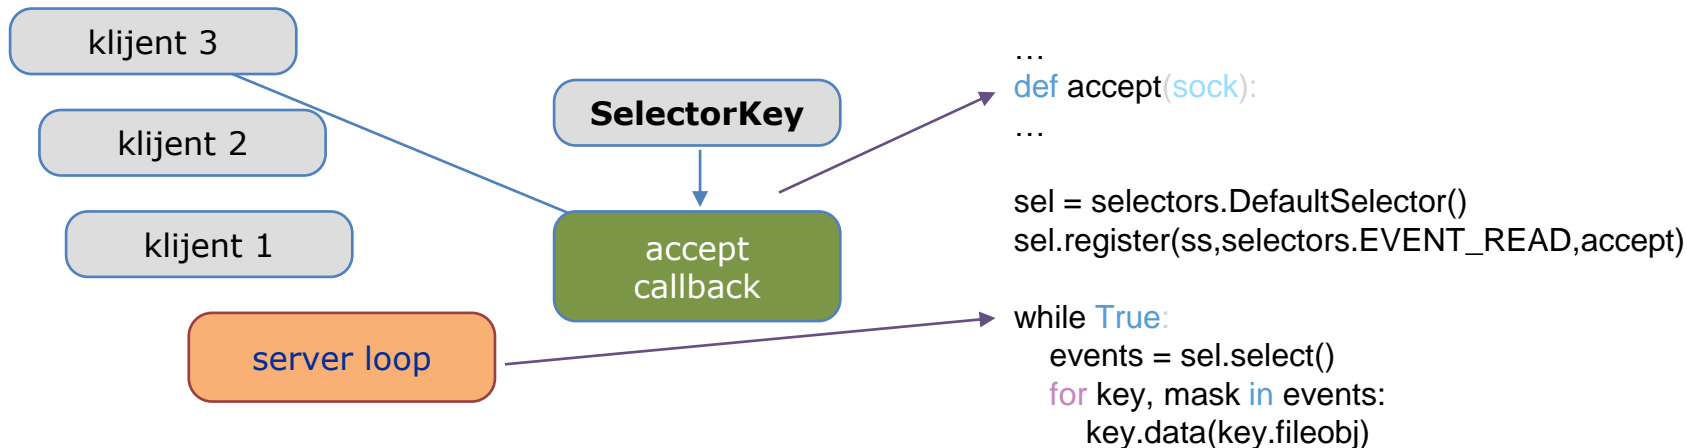 klijent 3
klijent 2
klijent 1
server loop
SelectorKey
accept
callback
…
def accept(sock):
…
sel = selectors.DefaultSelector()
sel.register(ss,selectors.EVENT_READ,accept)
while True:
events = sel.select()
for key, mask in events:
key.data(key.fileobj)